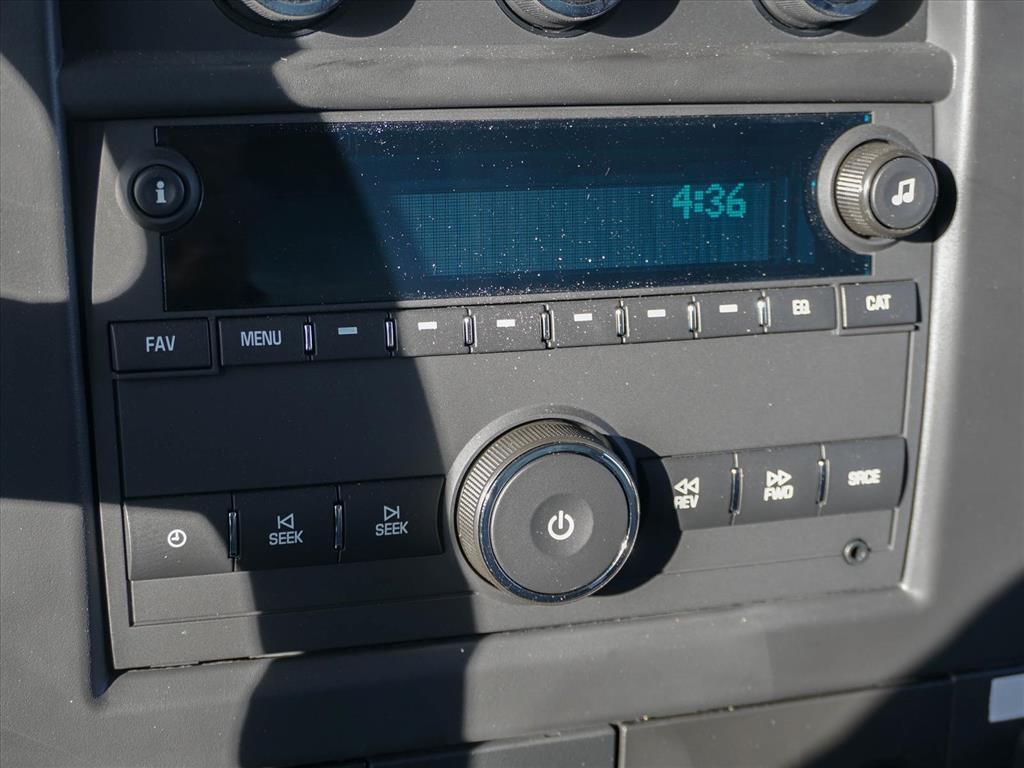 4:36
FAV
MENU
EQ
CAT
SEEK
SEEK
REV
FWD
SRCE